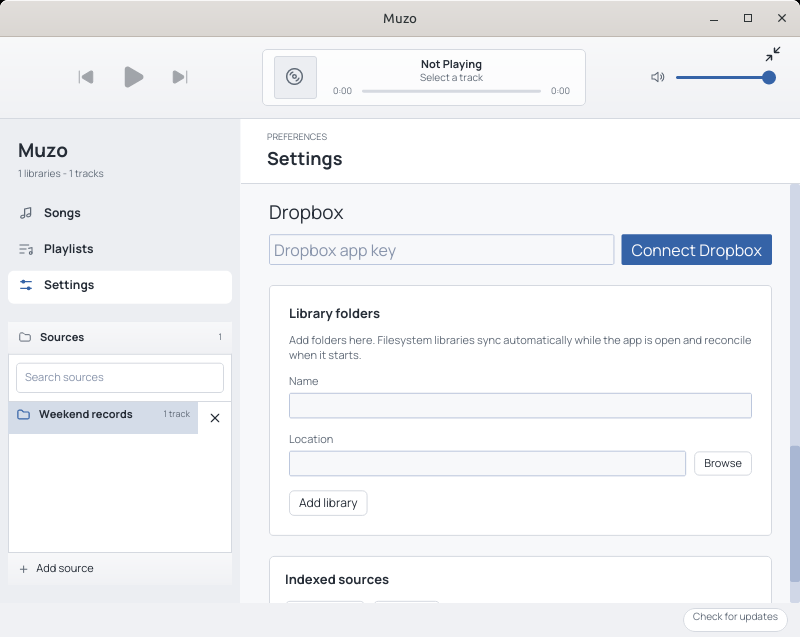 Muzo
Not Playing
Select a track
0:00
0:00
Muzo
1 libraries - 1 tracks
Songs
Playlists
Settings
Sources
1
Search sources
Weekend records
1 track
Add source
PREFERENCES
Settings
Dropbox
Dropbox app key
Connect Dropbox
Library folders
Add folders here. Filesystem libraries sync automatically while the app is open and reconcile
when it starts.
Name
Location
Browse
Add library
Indexed sources
Check for updates